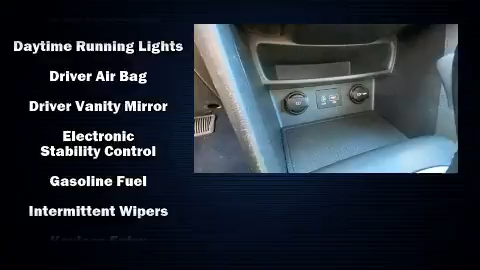 Daytime Running Lights
Driver Air Bag
Driver Vanity Mirror
Electronic
Stability Control
Gasoline Fuel
Intermittent Wipers